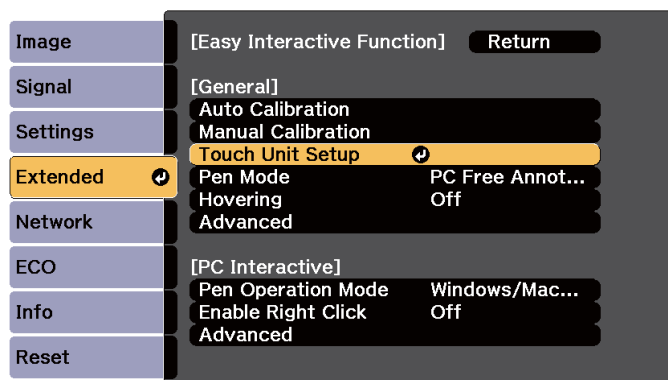 Image
Signal
Settings
Extended
Network
ECO
Info
Reset
[Easy Interactive Function] Return
[General]
Auto Calibration
Manual Calibration
Touch Unit Setup
Pen Mode PC Free Annot...
Hovering Off
Advanced
[PC Interactive]
Pen Operation Mode Windows/Mac...
Enable Right Click Off
Advanced